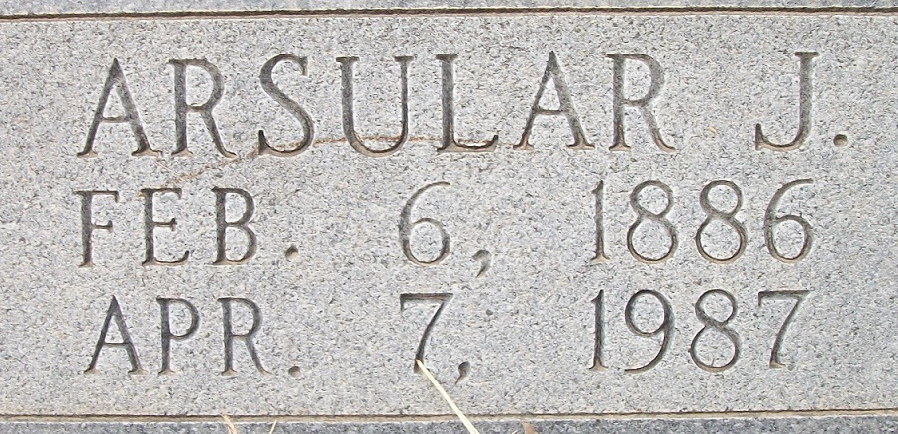 ARSULAR J.
FEB. 6, 1886
APR. 7, 1987